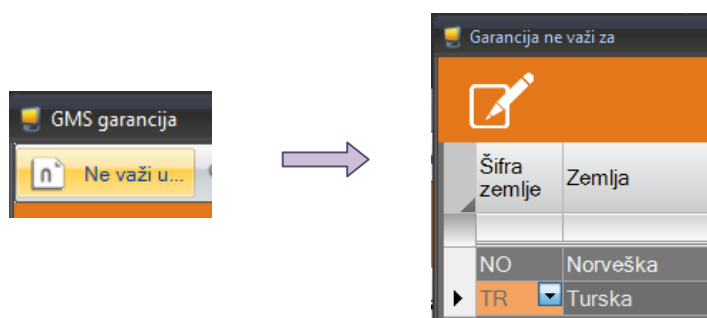 GMS garancija
Ne važi u...
Garancija ne važi za
Šifra zemlje Zemlja
NO Norveška
TR Turska